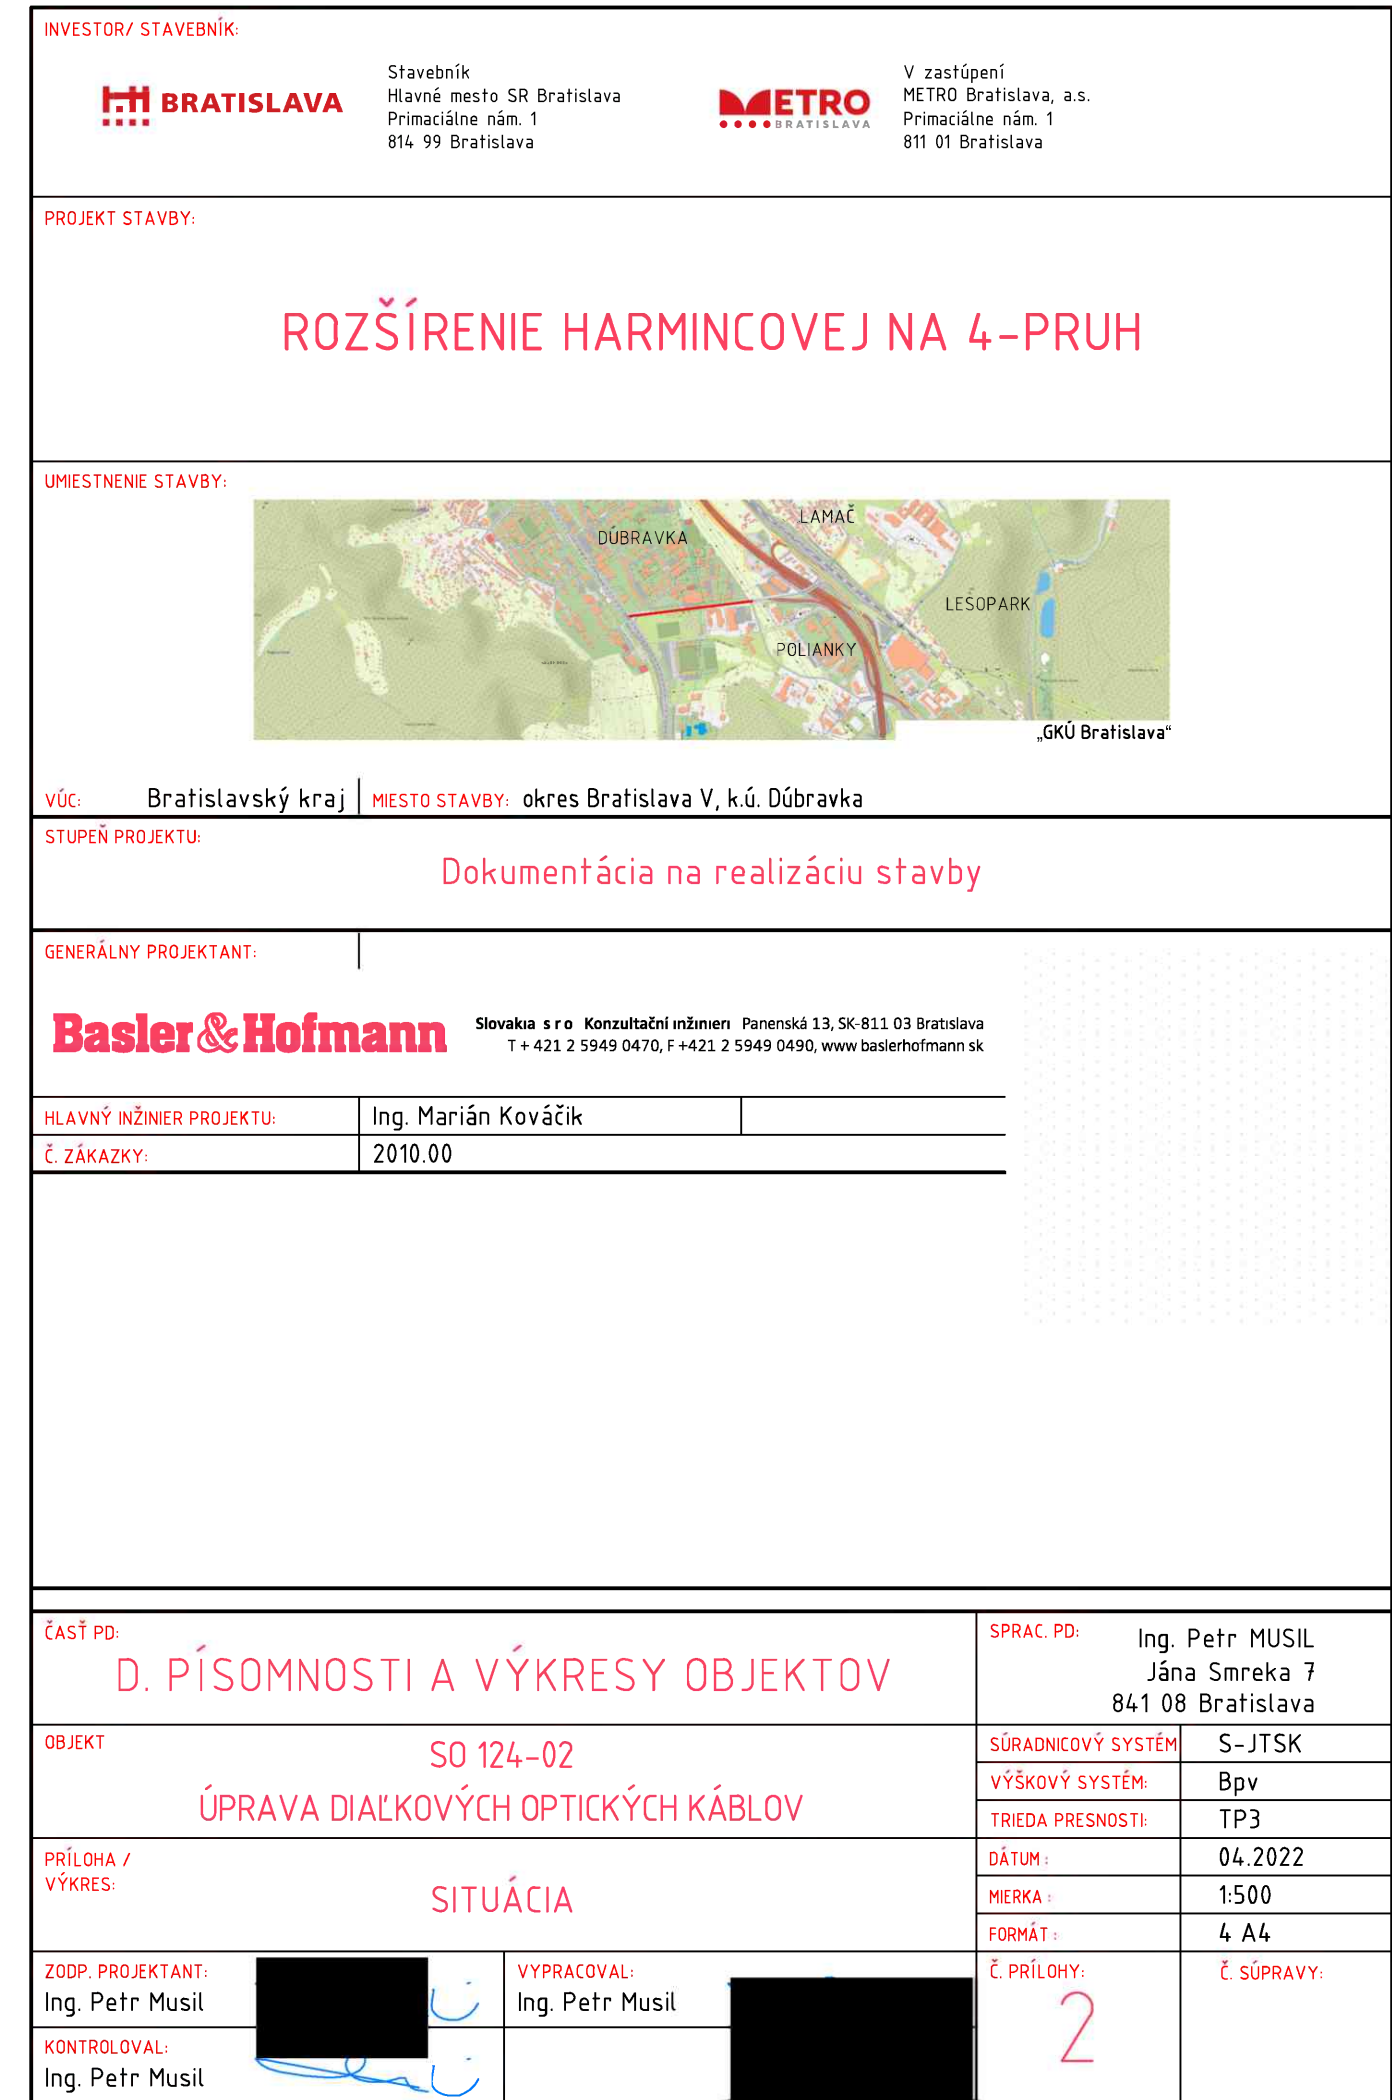 INVESTOR/ STAVEBNÍK:
BRATISLAVA
Stavebník
Hlavné mesto SR Bratislava
Primaciálne nám. 1
814 99 Bratislava
METRO
BRATISLAVA
V zastúpení
METRO Bratislava, a.s.
Primaciálne nám. 1
811 01 Bratislava
PROJEKT STAVBY:
ROZŠÍRENIE HARMINCOVEJ NA 4-PRUH
UMIESTNENIE STAVBY:
LAMAČ
DÚBRAVKA
LESOPARK
POLIANKY
„GKÚ Bratislava“
VÚC: Bratislavský kraj
MIESTO STAVBY: okres Bratislava V, k.ú. Dúbravka
STUPEŇ PROJEKTU:
Dokumentácia na realizáciu stavby
GENERÁLNY PROJEKTANT:
Basler&Hofmann
Slovakia s r o Konzultační inžinieri Panenská 13, SK-811 03 Bratislava
T + 421 2 5949 0470, F +421 2 5949 0490, www baslerhofmann sk
HLAVNÝ INŽINIER PROJEKTU: Ing. Marián Kováčik
Č. ZÁKAZKY: 2010.00
ČASŤ PD:
D. PÍSOMNOSTI A VÝKRESY OBJEKTOV
SPRAC. PD: Ing. Petr MUSIL
Jána Smreka 7
841 08 Bratislava
OBJEKT
SO 124-02
ÚPRAVA DIAĽKOVÝCH OPTICKÝCH KÁBLOV
SÚRADNICOVÝ SYSTÉM S-JTSK
VÝŠKOVÝ SYSTÉM: Bpv
TRIEDA PRESNOSTI: TP3
PRÍLOHA /
VÝKRES:
SITUÁCIA
DÁTUM : 04.2022
MIERKA : 1:500
FORMÁT : 4 A4
ZODP. PROJEKTANT:
Ing. Petr Musil
VYPRACOVAL:
Ing. Petr Musil
Č. PRÍLOHY:
2
Č. SÚPRAVY:
KONTROLOVAL:
Ing. Petr Musil